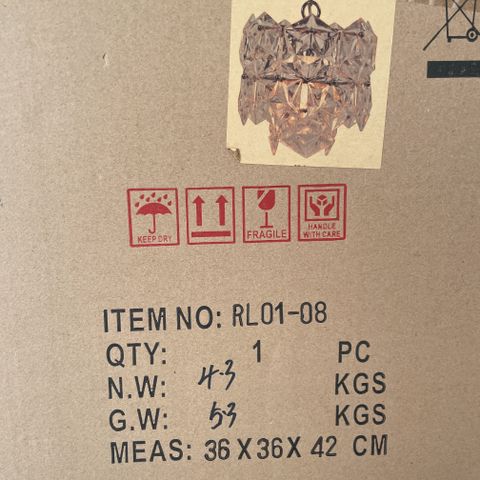 KEEP DRY
FRAGILE
HANDLE
WITH CARE
ITEM NO: RL01-08
QTY: 1 PC
N.W: 4.3 KGS
G.W: 5.3 KGS
MEAS: 36 X 36 X 42 CM